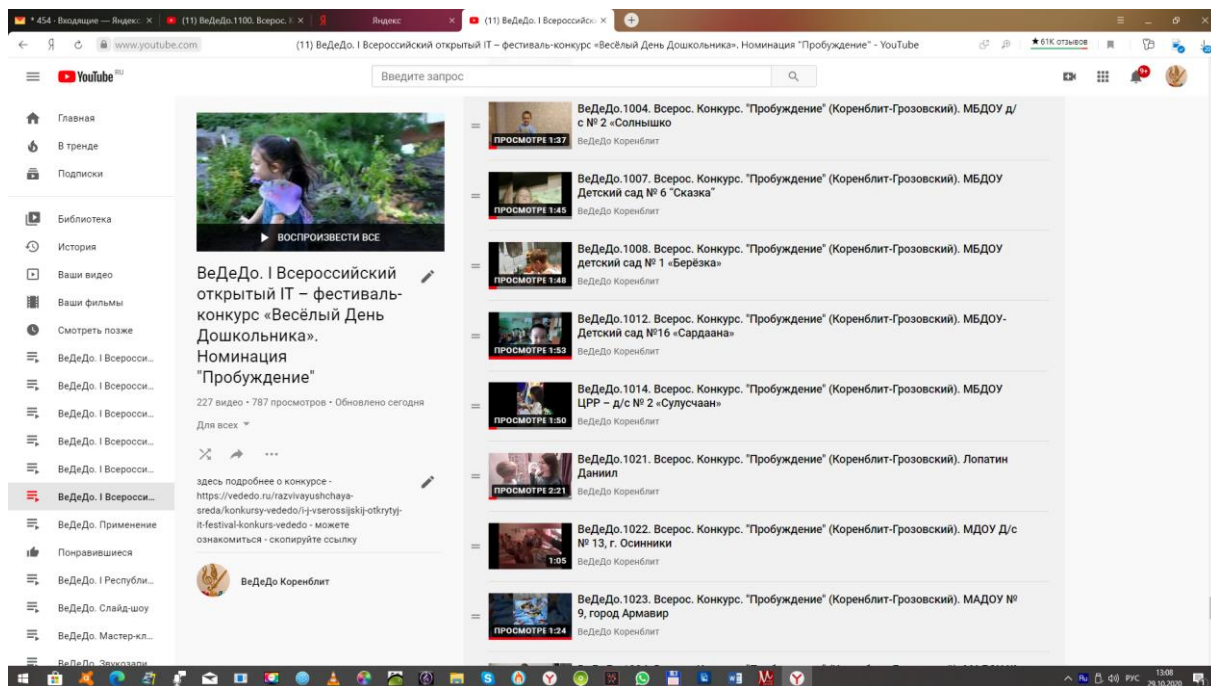 * 454 · Входящие — Яндекс.
(11) ВеДеДо.1100. Всерос. К
Яндекс
(11) ВеДеДо. I Всероссийско
www.youtube.com
(11) ВеДеДо. I Всероссийский открытый IT – фестиваль-конкурс «Весёлый День Дошкольника». Номинация "Пробуждение" - YouTube
★ 61K отзывов
YouTube RU
Введите запрос
9+
Главная
В тренде
Подписки
Библиотека
История
Ваши видео
Ваши фильмы
Смотреть позже
ВеДеДо. I Всеросси...
ВеДеДо. I Всеросси...
ВеДеДо. I Всеросси...
ВеДеДо. I Всеросси...
ВеДеДо. I Всеросси...
ВеДеДо. I Всеросси...
ВеДеДо. Применение
Понравившиеся
ВеДеДо. I Республи...
ВеДеДо. Слайд-шоу
ВеДеДо. Мастер-кл...
ВеДеДо. Звукозапи...
ВОСПРОИЗВЕСТИ ВСЕ
ВеДеДо. I Всероссийский
открытый IT – фестиваль-
конкурс «Весёлый День
Дошкольника».
Номинация
"Пробуждение"
227 видео • 787 просмотров • Обновлено сегодня
Для всех
здесь подробнее о конкурсе -
https://vededo.ru/razvivayushchaya-
sreda/konkursy-vededo/i-j-vserossijskij-otkrytyj-
it-festival-konkurs-vededo - можете
ознакомиться - скопируйте ссылку
ВеДеДо Коренблит
ВеДеДо.1004. Всерос. Конкурс. "Пробуждение" (Коренблит-Грозовский). МБДОУ д/
с № 2 «Солнышко
ПРОСМОТРЕ 1:37
ВеДеДо Коренблит
ВеДеДо.1007. Всерос. Конкурс. "Пробуждение" (Коренблит-Грозовский). МБДОУ
Детский сад № 6 "Сказка"
ПРОСМОТРЕ 1:45
ВеДеДо Коренблит
ВеДеДо.1008. Всерос. Конкурс. "Пробуждение" (Коренблит-Грозовский). МБДОУ
детский сад № 1 «Берёзка»
ПРОСМОТРЕ 1:48
ВеДеДо Коренблит
ВеДеДо.1012. Всерос. Конкурс. "Пробуждение" (Коренблит-Грозовский). МБДОУ-
Детский сад №16 «Сардаана»
ПРОСМОТРЕ 1:53
ВеДеДо Коренблит
ВеДеДо.1014. Всерос. Конкурс. "Пробуждение" (Коренблит-Грозовский). МБДОУ
ЦРР – д/с № 2 «Сулусчаан»
ПРОСМОТРЕ 1:50
ВеДеДо Коренблит
ВеДеДо.1021. Всерос. Конкурс. "Пробуждение" (Коренблит-Грозовский). Лопатин
Даниил
ПРОСМОТРЕ 2:21
ВеДеДо Коренблит
ВеДеДо.1022. Всерос. Конкурс. "Пробуждение" (Коренблит-Грозовский). МДОУ Д/с
№ 13, г. Осинники
1:05
ВеДеДо Коренблит
ВеДеДо.1023. Всерос. Конкурс. "Пробуждение" (Коренблит-Грозовский). МАДОУ №
9, город Армавир
ПРОСМОТРЕ 1:24
ВеДеДо Коренблит
РУС
13:08
29.10.2020